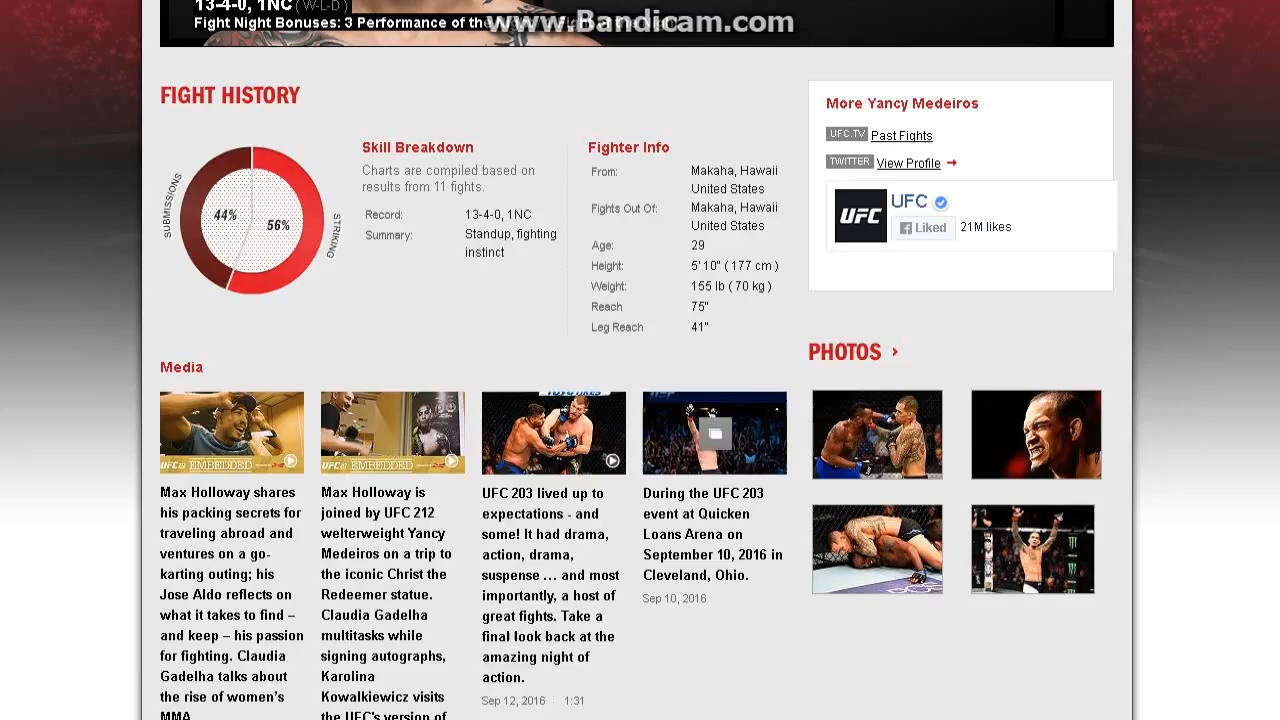 13-4-0, 1NC (W-L-D)
Fight Night Bonuses: 3 Performance of the
www.Bandicam.com
FIGHT HISTORY
SUBMISSIONS
44%
56%
STRIKING
Skill Breakdown
Charts are compiled based on
results from 11 fights.
Record: 13-4-0, 1NC
Summary: Standup, fighting
instinct
Fighter Info
From: Makaha, Hawaii
United States
Fights Out Of: Makaha, Hawaii
United States
Age: 29
Height: 5' 10" ( 177 cm )
Weight: 155 lb ( 70 kg )
Reach 75"
Leg Reach 41"
More Yancy Medeiros
UFC.TV Past Fights
TWITTER View Profile
UFC
UFC
Liked 21M likes
Media
EMBEDDED
Max Holloway shares
his packing secrets for
traveling abroad and
ventures on a go-
karting outing; his
Jose Aldo reflects on
what it takes to find –
and keep – his passion
for fighting. Claudia
Gadelha talks about
the rise of women's
MMA
EMBEDDED
Max Holloway is
joined by UFC 212
welterweight Yancy
Medeiros on a trip to
the iconic Christ the
Redeemer statue.
Claudia Gadelha
multitasks while
signing autographs,
Karolina
Kowalkiewicz visits
the UFC's version of
UFC 203 lived up to
expectations - and
some! It had drama,
action, drama,
suspense … and most
importantly, a host of
great fights. Take a
final look back at the
amazing night of
action.
Sep 12, 2016 1:31
During the UFC 203
event at Quicken
Loans Arena on
September 10, 2016 in
Cleveland, Ohio.
Sep 10, 2016
PHOTOS